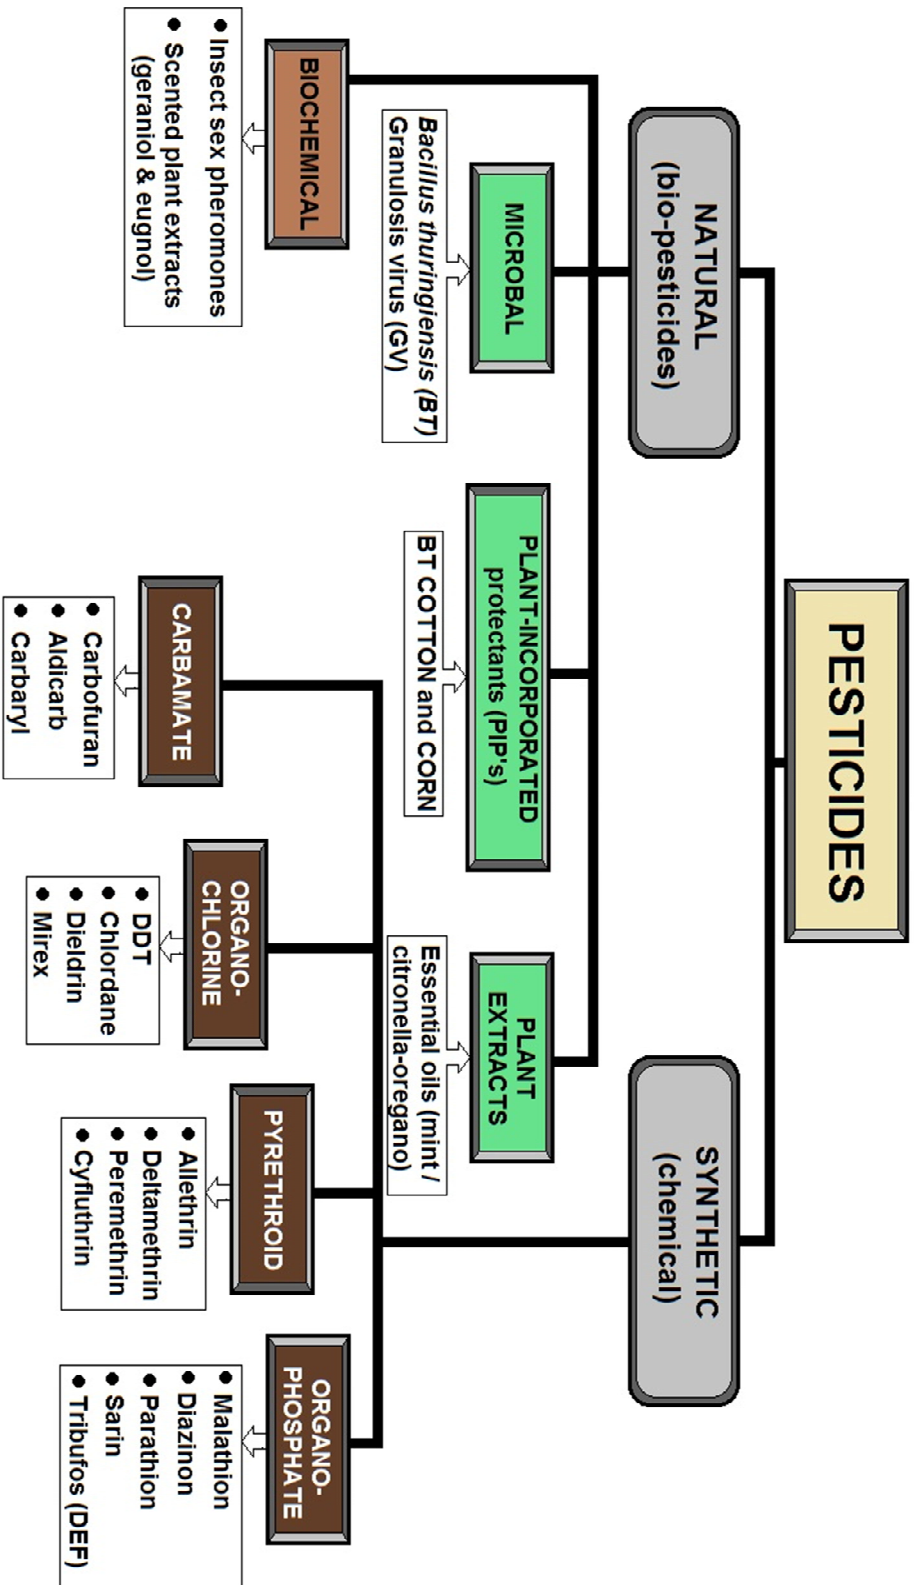 PESTICIDES
NATURAL
(bio-pesticides)
SYNTHETIC
(chemical)
BIOCHEMICAL
● Insect sex pheromones
● Scented plant extracts
(geraniol & eugnol)
MICROBAL
Bacillus thuringiensis (BT)
Granulosis virus (GV)
PLANT-INCORPORATED
protectants (PIP's)
BT COTTON and CORN
PLANT
EXTRACTS
Essential oils (mint /
citronella-oregano)
CARBAMATE
● Carbofuran
● Aldicarb
● Carbaryl
ORGANO-
CHLORINE
● DDT
● Chlordane
● Dieldrin
● Mirex
PYRETHROID
● Allethrin
● Deltamethrin
● Peremethrin
● Cyfluthrin
ORGANO-
PHOSPHATE
● Malathion
● Diazinon
● Parathion
● Sarin
● Tribufos (DEF)